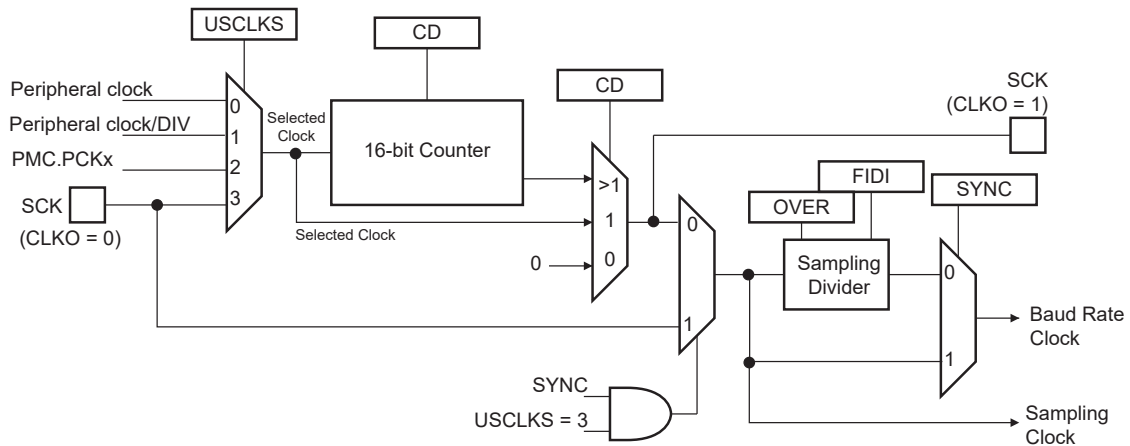 USCLKS
CD
CD
SCK
(CLKO = 1)
Peripheral clock
0
Selected
Clock
16-bit Counter
Peripheral clock/DIV
1
PMC.PCKx
2
3
SCK
(CLKO = 0)
Selected Clock
>1
1
0
0
FIDI
OVER
SYNC
0
1
Sampling
Divider
0
1
Baud Rate
Clock
SYNC
USCLKS = 3
Sampling
Clock